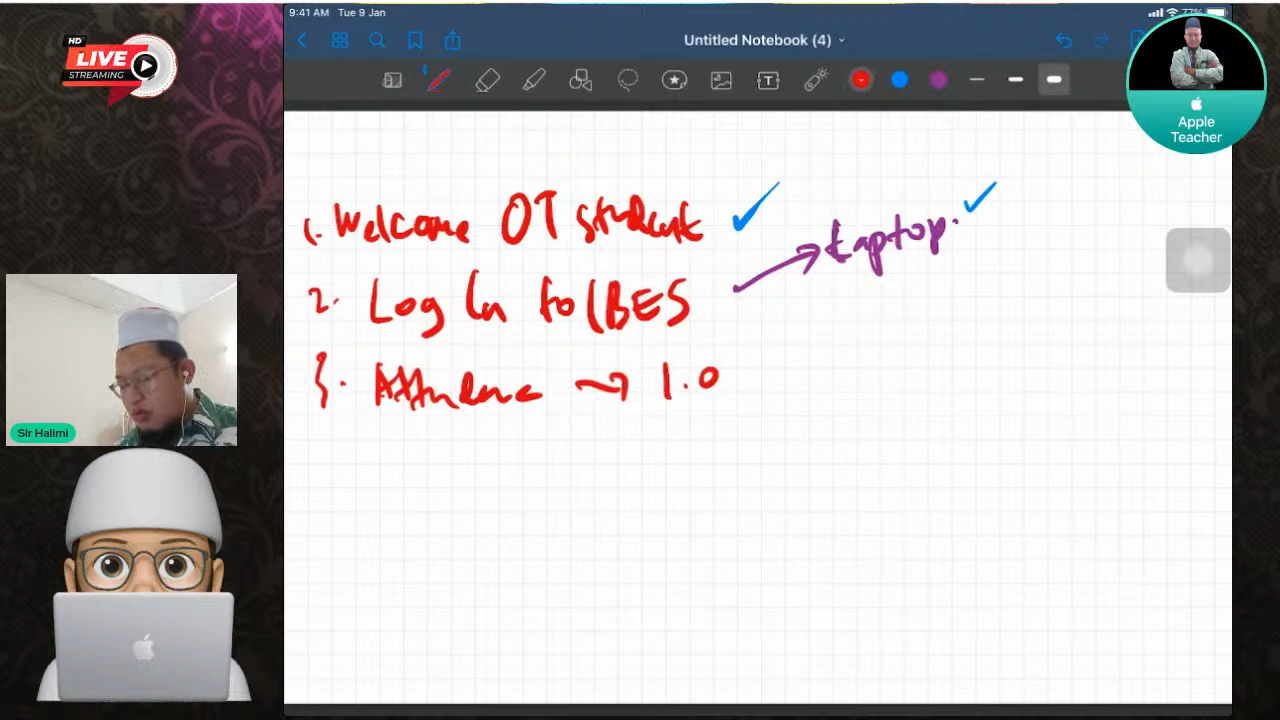 9:41 AM Tue 9 Jan
77%
Untitled Notebook (4)
HD
LIVE
STREAMING
Apple
Teacher
1. Welcome OT student
Laptop.
2. Log In to IBES
3. Attendance → 1.0
Sir Halimi